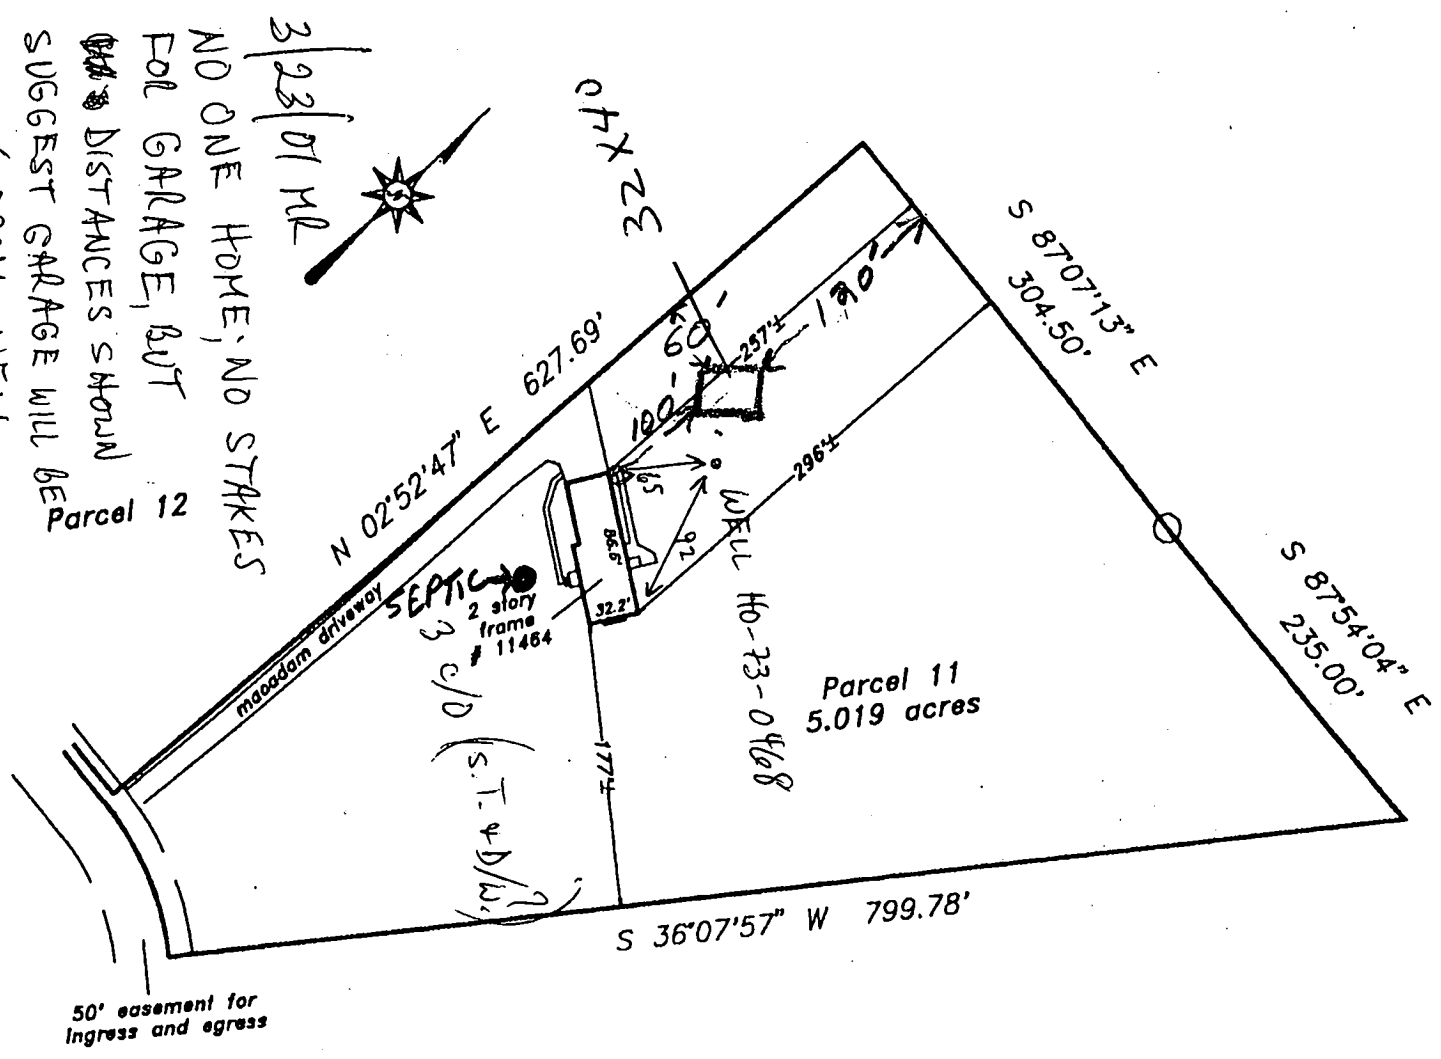 3/23/07 MR
NO ONE HOME; NO STAKES
FOR GARAGE, BUT
DISTANCES SHOWN
SUGGEST GARAGE WILL BE
Parcel 12
32 X 40
N 02°52'47" E 627.69'
S 87°07'13" E
304.50'
S 87°54'04" E
235.00'
60'
257'±
100'
296'±
65
92
WELL HO-73-0468
86.6'
32.2'
SEPTIC
2 story
frame
# 11464
3 c/o (S.T. & D/W?)
macadam driveway
177'±
Parcel 11
5.019 acres
S 36°07'57" W 799.78'
50' easement for
ingress and egress